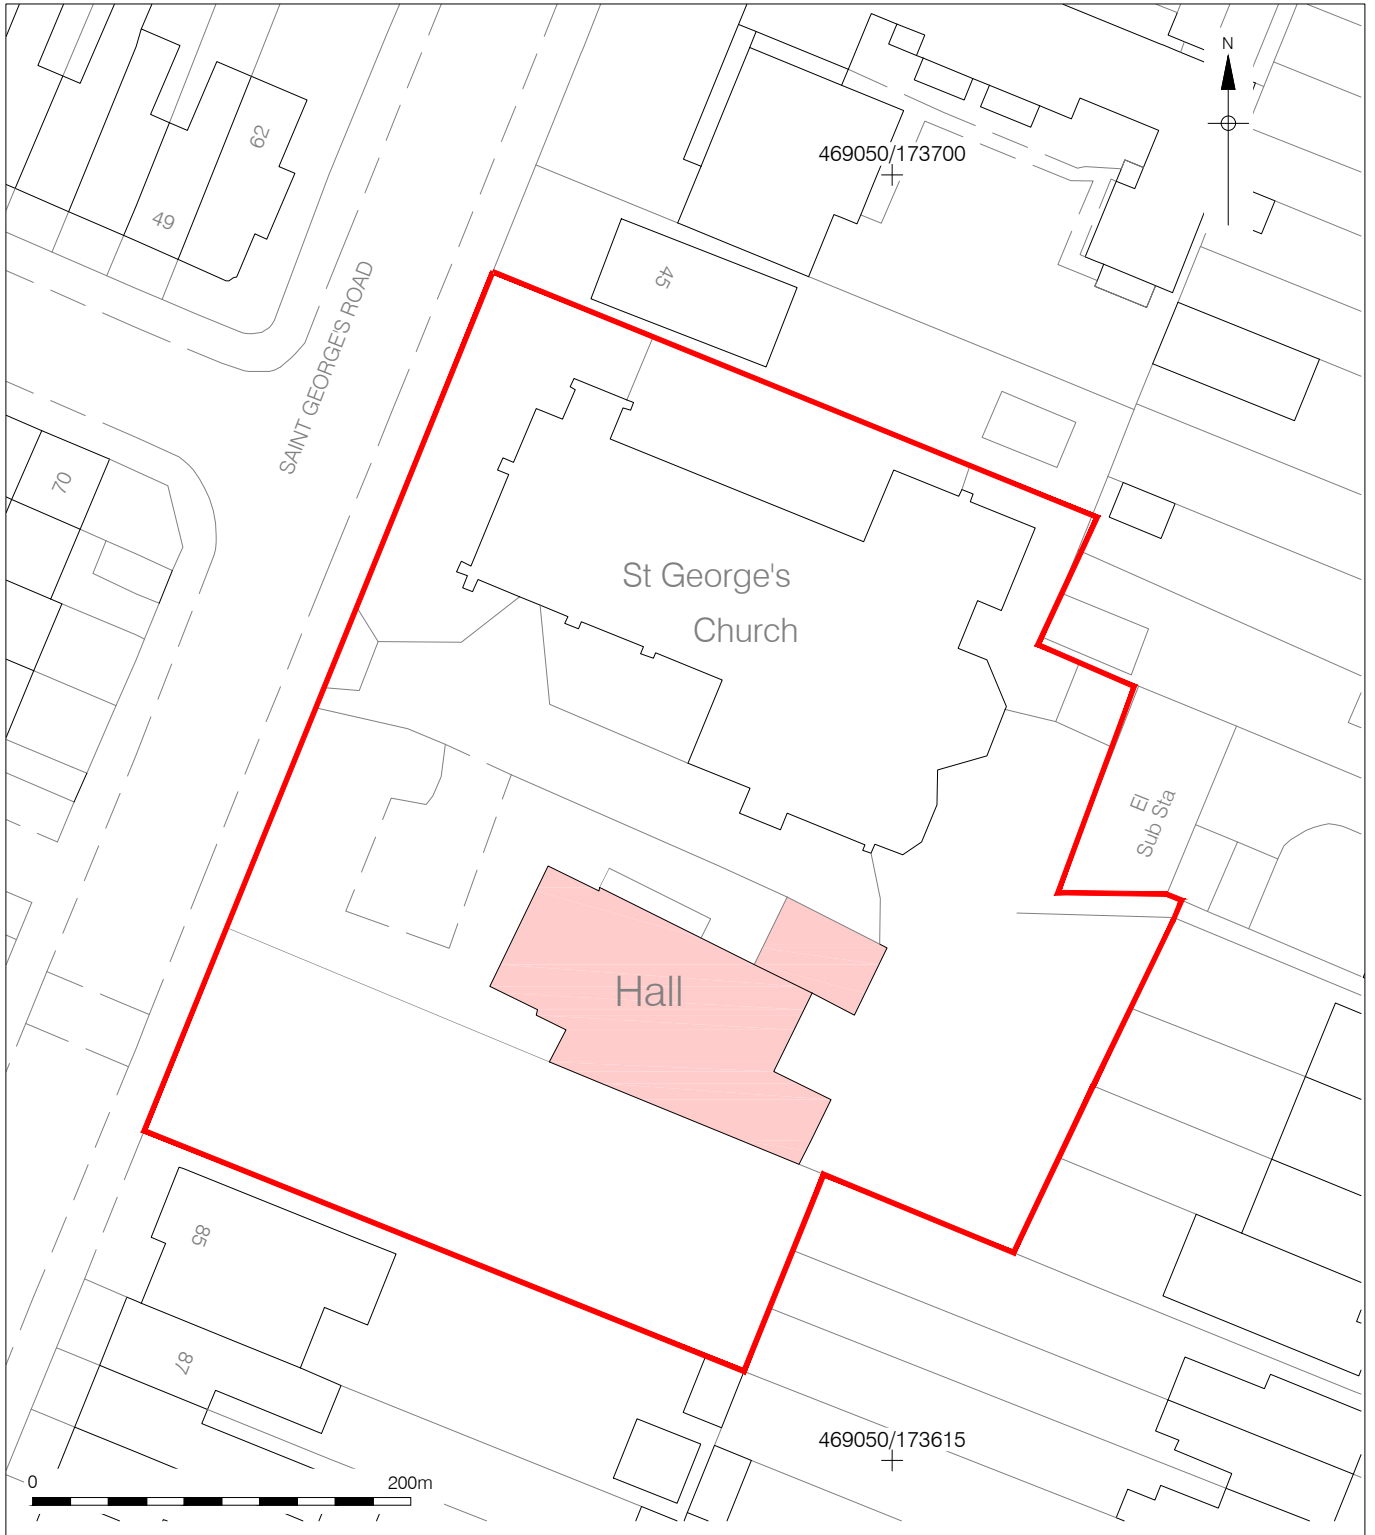 N
62
469050/173700
49
45
SAINT GEORGE'S ROAD
70
St George's
Church
El
Sub Sta
Hall
85
87
469050/173615
0
200m